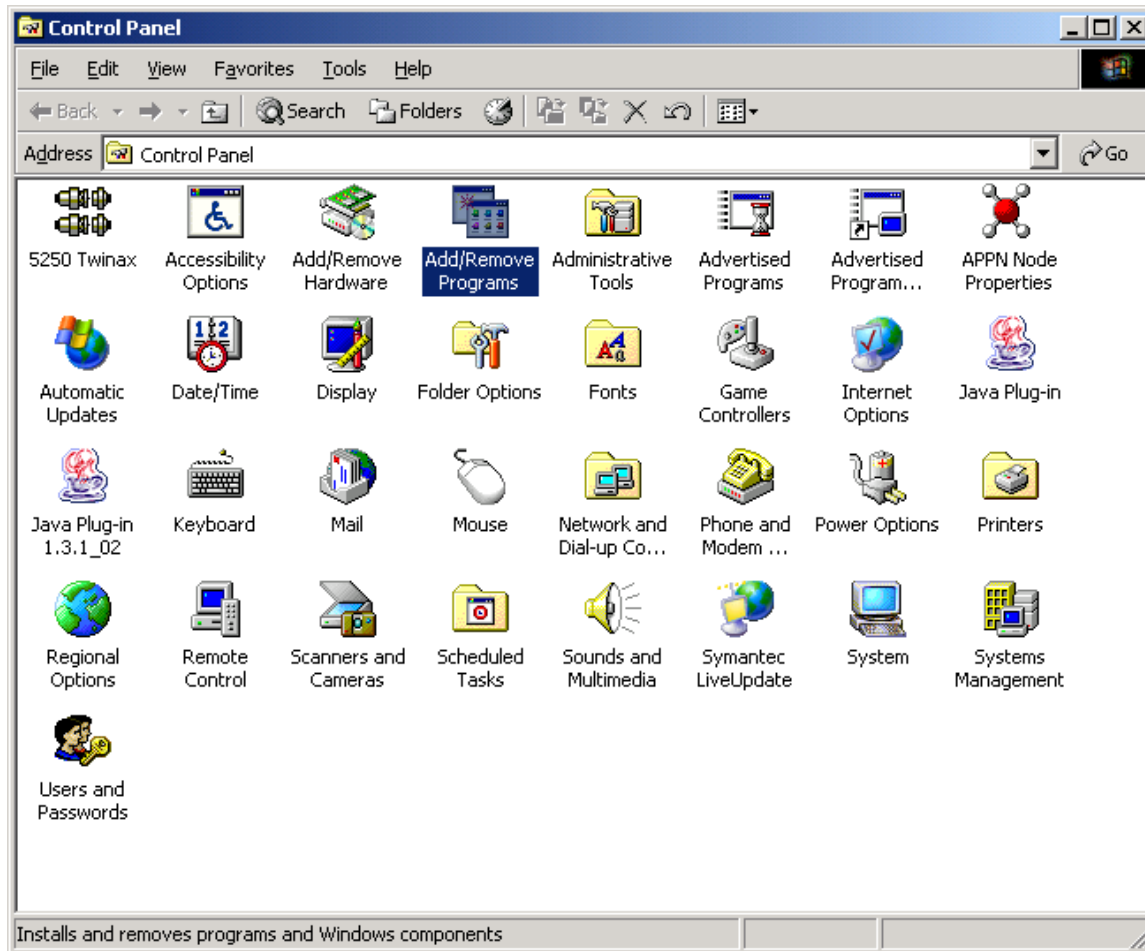 Control Panel
File Edit View Favorites Tools Help
Back Search Folders
Address Control Panel Go
5250 Twinax
Accessibility
Options
Add/Remove
Hardware
Add/Remove
Programs
Administrative
Tools
Advertised
Programs
Advertised
Program...
APPN Node
Properties
Automatic
Updates
Date/Time
Display
Folder Options
Fonts
Game
Controllers
Internet
Options
Java Plug-in
Java Plug-in
1.3.1_02
Keyboard
Mail
Mouse
Network and
Dial-up Co...
Phone and
Modem ...
Power Options
Printers
Regional
Options
Remote
Control
Scanners and
Cameras
Scheduled
Tasks
Sounds and
Multimedia
Symantec
LiveUpdate
System
Systems
Management
Users and
Passwords
Installs and removes programs and Windows components